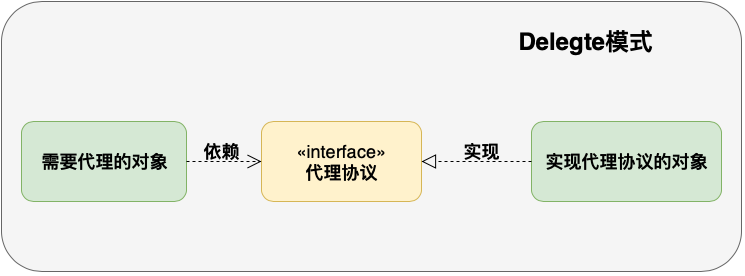 Delegte模式
需要代理的对象
依赖
«interface»
代理协议
实现
实现代理协议的对象